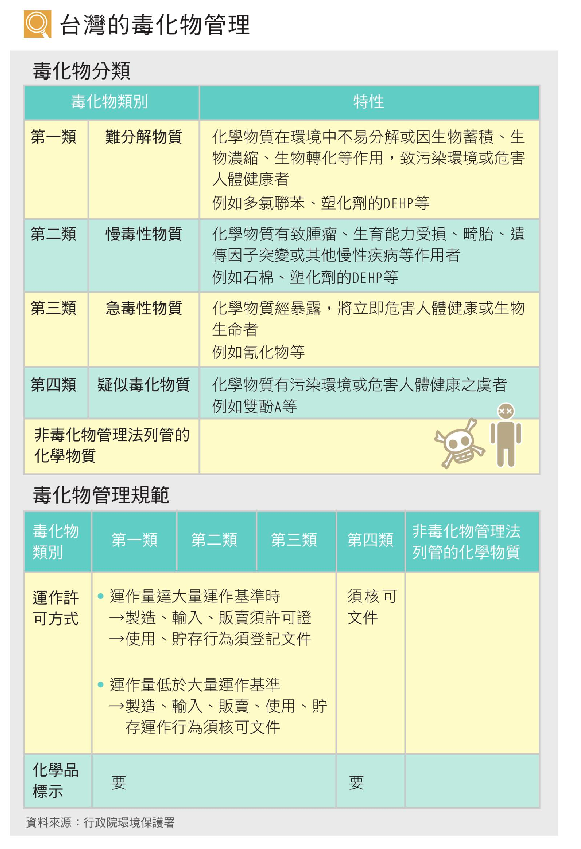 台灣的毒化物管理
毒化物分類
毒化物類別 特性
第一類 難分解物質 化學物質在環境中不易分解或因生物蓄積、生
物濃縮、生物轉化等作用，致污染環境或危害
人體健康者
例如多氯聯苯、塑化劑的DEHP等
第二類 慢毒性物質 化學物質有致腫瘤、生育能力受損、畸胎、遺
傳因子突變或其他慢性疾病等作用者
例如石棉、塑化劑的DEHP等
第三類 急毒性物質 化學物質經暴露，將立即危害人體健康或生物
生命者
例如氰化物等
第四類 疑似毒化物質 化學物質有污染環境或危害人體健康之虞者
例如雙酚A等
非毒化物管理法列管的
化學物質
毒化物管理規範
毒化物
類別 第一類 第二類 第三類 第四類 非毒化物管理法
列管的化學物質
運作許
可方式
• 運作量達大量運作基準時
→製造、輸入、販賣須許可證
→使用、貯存行為須登記文件
• 運作量低於大量運作基準
→製造、輸入、販賣、使用、貯
存運作行為須核可文件
須核可
文件
化學品
標示 要 要
資料來源：行政院環境保護署